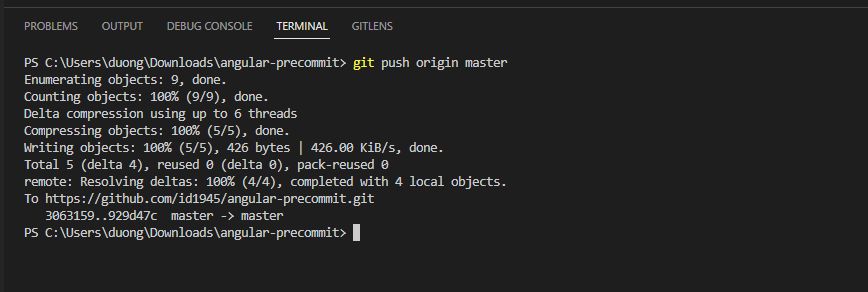 PROBLEMS OUTPUT DEBUG CONSOLE TERMINAL GITLENS
PS C:\Users\duong\Downloads\angular-precommit> git push origin master
Enumerating objects: 9, done.
Counting objects: 100% (9/9), done.
Delta compression using up to 6 threads
Compressing objects: 100% (5/5), done.
Writing objects: 100% (5/5), 426 bytes | 426.00 KiB/s, done.
Total 5 (delta 4), reused 0 (delta 0), pack-reused 0
remote: Resolving deltas: 100% (4/4), completed with 4 local objects.
To https://github.com/id1945/angular-precommit.git
   3063159..929d47c  master -> master
PS C:\Users\duong\Downloads\angular-precommit>